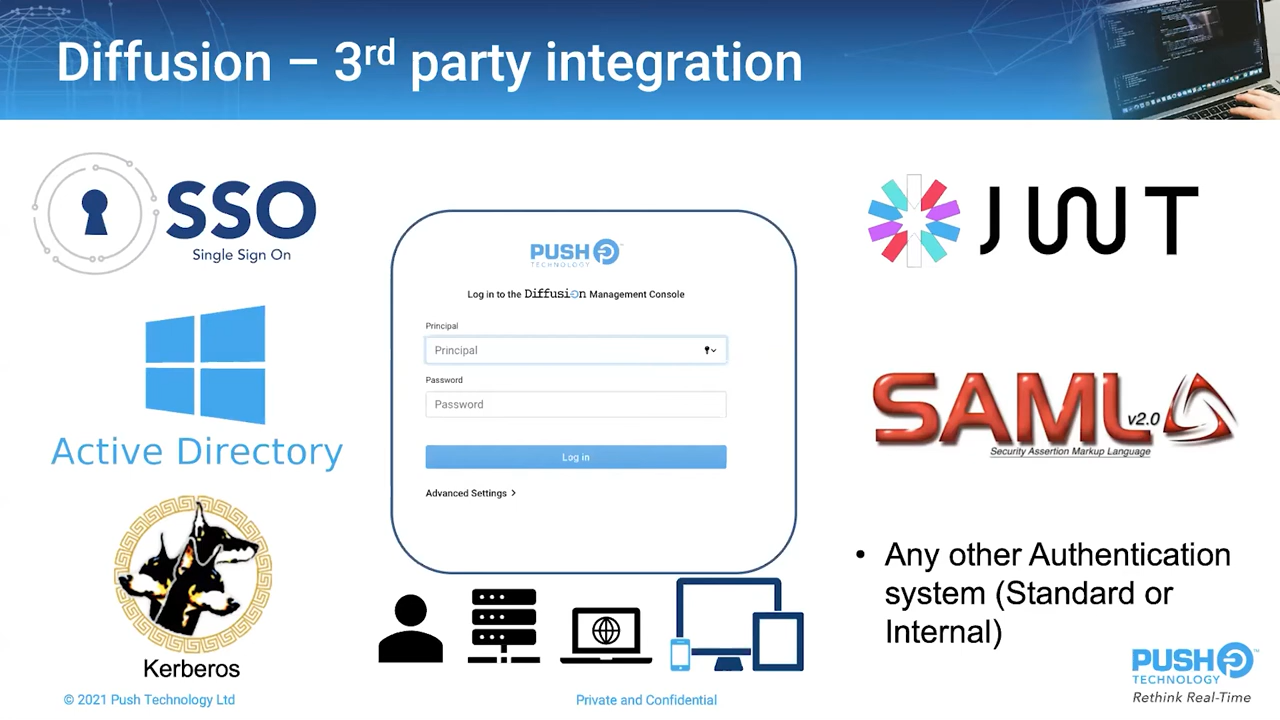 Diffusion – 3rd party integration
SSO
Single Sign On
Active Directory
Kerberos
PUSH
TECHNOLOGY
Log in to the Diffusion Management Console
Principal
Principal
Password
Password
Log in
Advanced Settings >
JWT
SAML v2.0
Security Assertion Markup Language
• Any other Authentication
system (Standard or
Internal)
PUSH
TECHNOLOGY™
Rethink Real-Time
© 2021 Push Technology Ltd
Private and Confidential